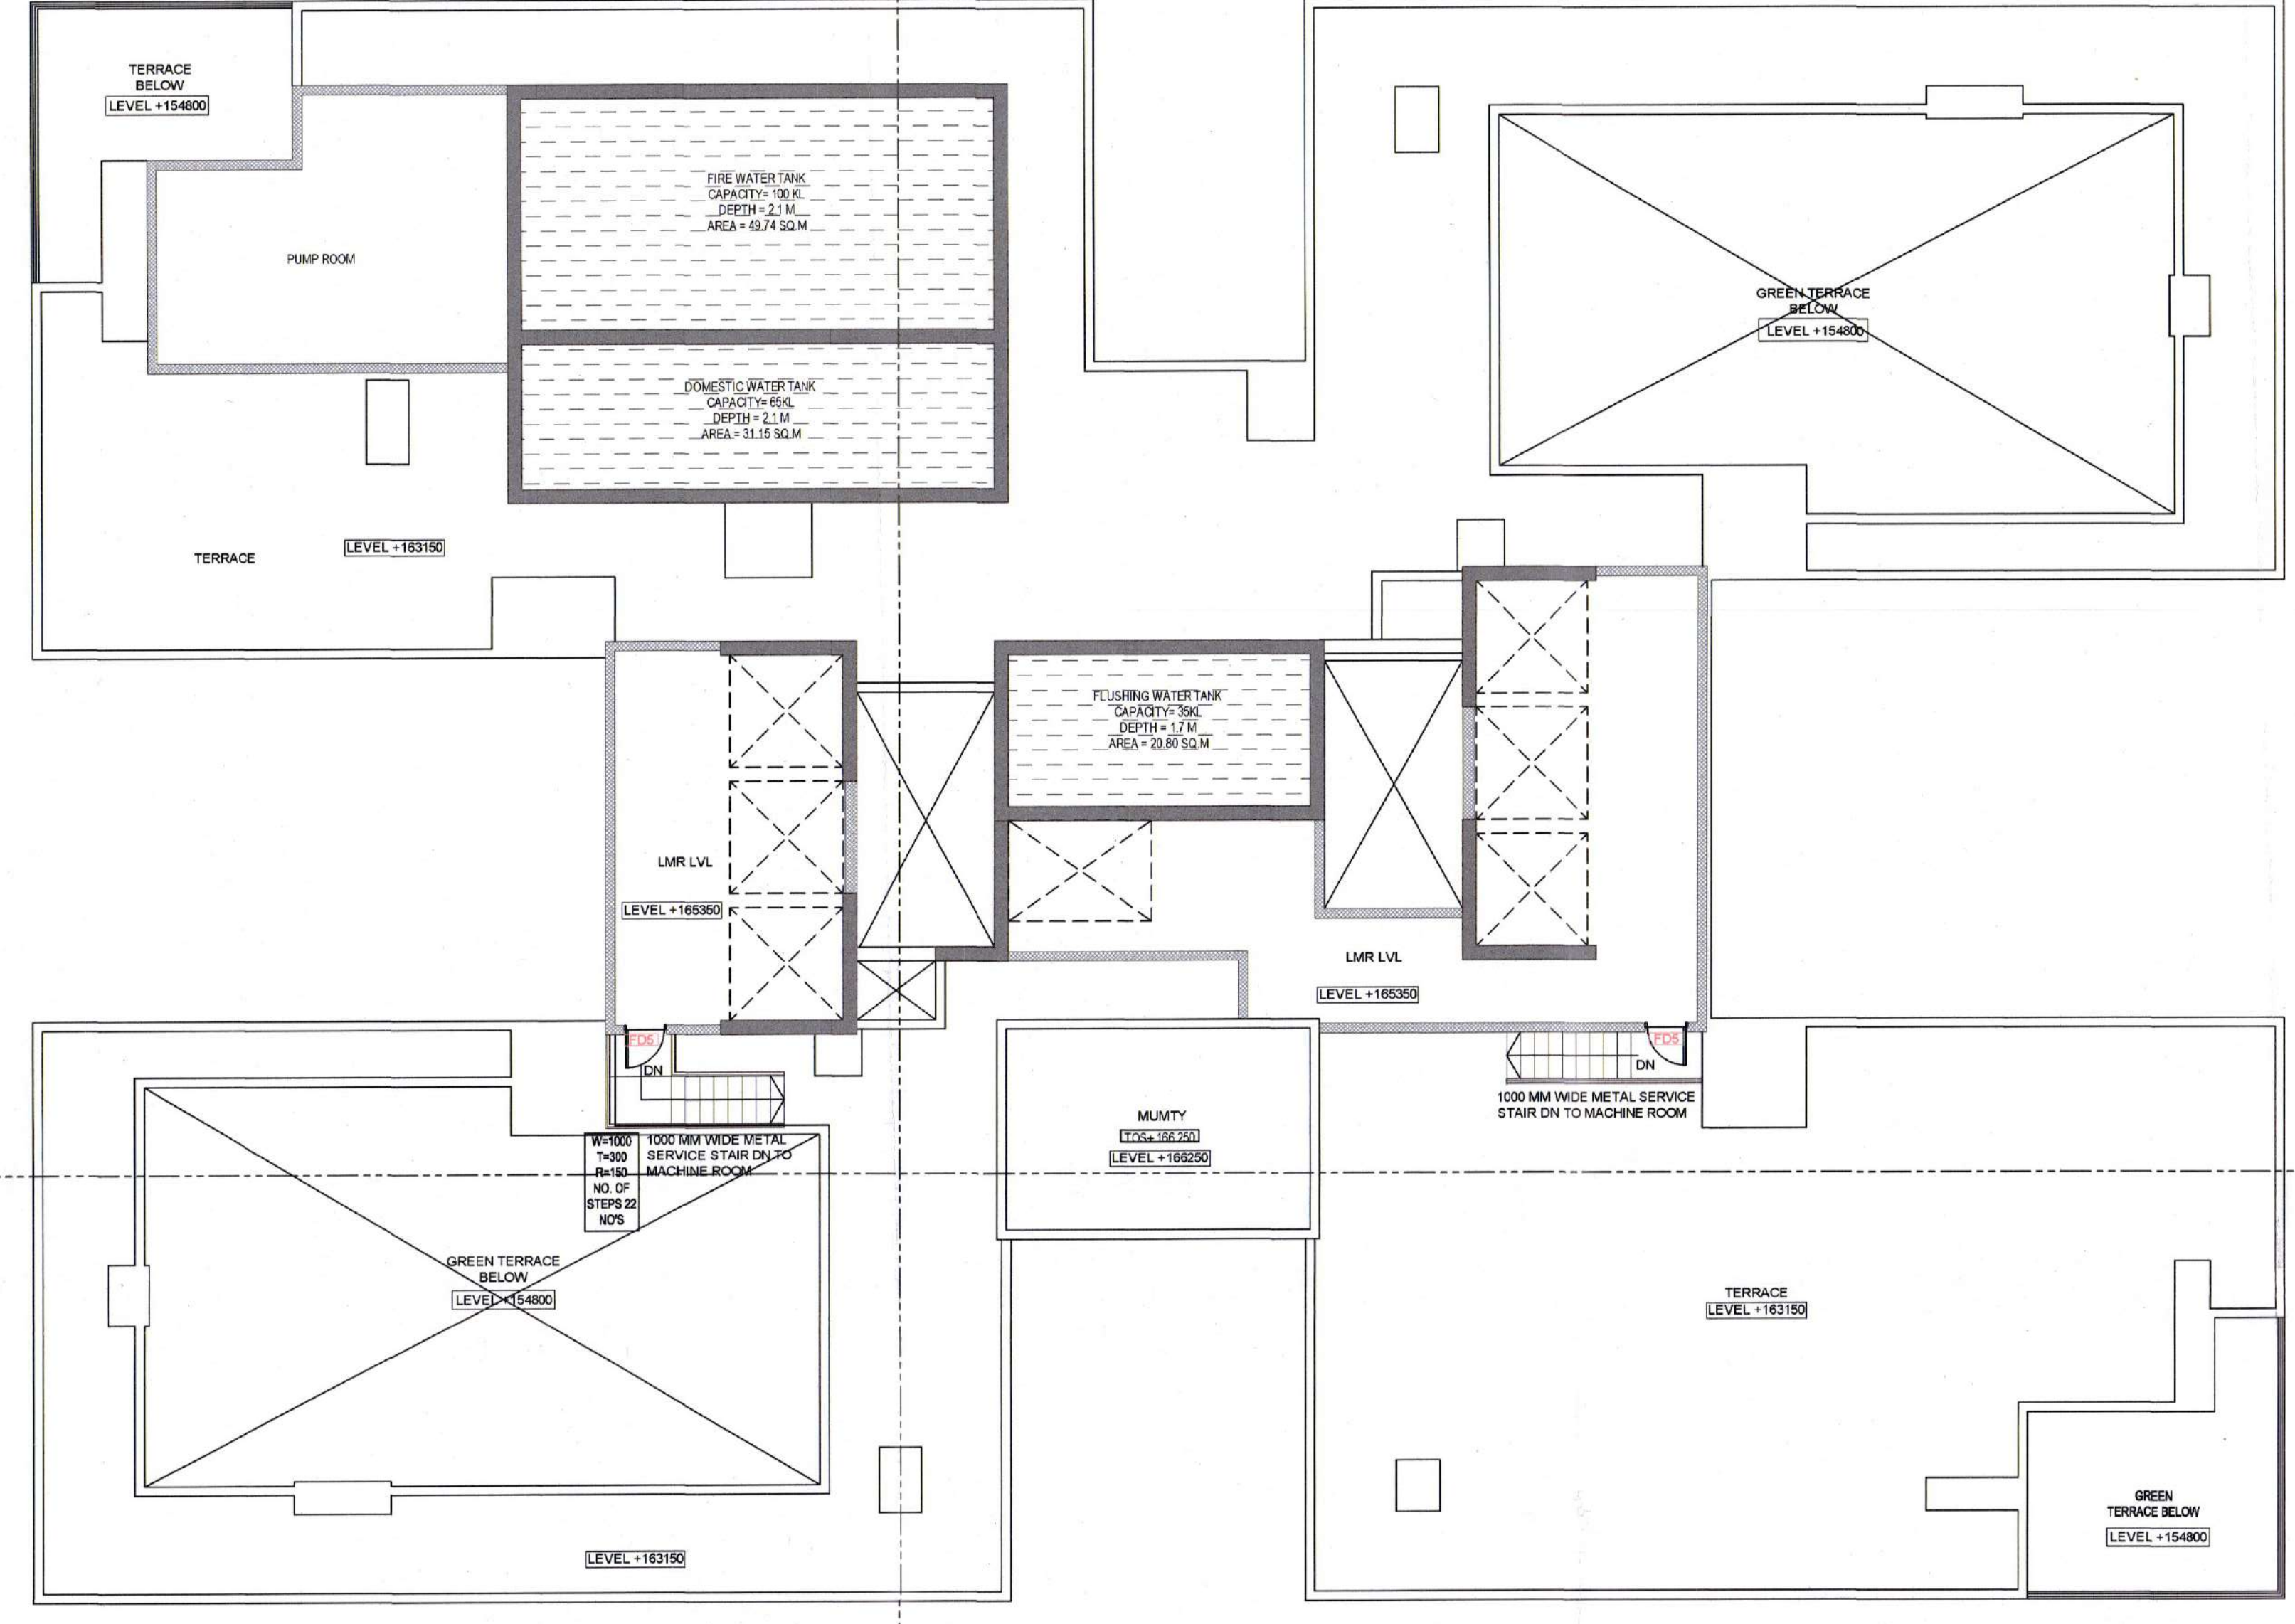 TERRACE
BELOW
LEVEL +154800
FIRE WATER TANK
CAPACITY= 100 KL
DEPTH = 2.1 M
AREA = 49.74 SQ.M
PUMP ROOM
GREEN TERRACE
BELOW
LEVEL +154800
DOMESTIC WATER TANK
CAPACITY= 65KL
DEPTH = 2.1 M
AREA = 31.15 SQ.M
TERRACE
LEVEL +163150
FLUSHING WATER TANK
CAPACITY= 35KL
DEPTH = 1.7 M
AREA = 20.80 SQ.M
LMR LVL
LEVEL +165350
LMR LVL
LEVEL +165350
FD5
DN
FD5
DN
1000 MM WIDE METAL SERVICE
STAIR DN TO MACHINE ROOM
MUMTY
TOS+ 166.250
LEVEL +166250
W=1000
T=300
R=150
NO. OF
STEPS 22
NO'S
1000 MM WIDE METAL
SERVICE STAIR DN TO
MACHINE ROOM
GREEN TERRACE
BELOW
LEVEL +154800
TERRACE
LEVEL +163150
GREEN
TERRACE BELOW
LEVEL +154800
LEVEL +163150